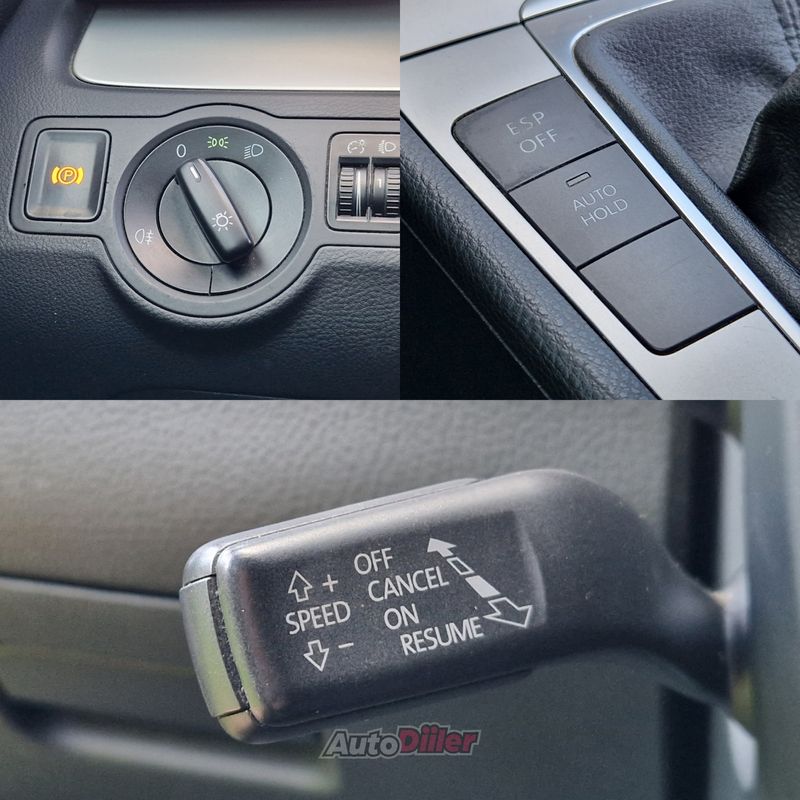 P
0
ESP
OFF
AUTO
HOLD
+ OFF
SPEED CANCEL
ON
− RESUME
AutoDiiler